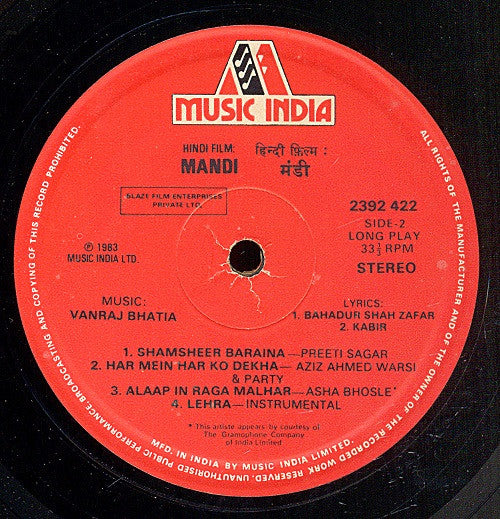 MUSIC INDIA
HINDI FILM: हिन्दी फ़िल्म :
MANDI मंडी
BLAZE FILM ENTERPRISES
PRIVATE LTD.
2392 422
SIDE-2
LONG PLAY
33⅓ RPM
STEREO
℗ 1983
MUSIC INDIA LTD.
MUSIC:
VANRAJ BHATIA
LYRICS:
1. BAHADUR SHAH ZAFAR
2. KABIR
1. SHAMSHEER BARAINA—PREETI SAGAR
2. HAR MEIN HAR KO DEKHA—AZIZ AHMED WARSI
& PARTY
3. ALAAP IN RAGA MALHAR—ASHA BHOSLE*
4. LEHRA—INSTRUMENTAL
* This artiste appears by courtesy of
The Gramophone Company
of India Limited
MFD. IN INDIA BY MUSIC INDIA LIMITED.
ALL RIGHTS OF THE MANUFACTURER AND OF THE OWNER OF THE RECORDED WORK RESERVED. UNAUTHORISED PUBLIC PERFORMANCE, BROADCASTING AND COPYING OF THIS RECORD PROHIBITED.